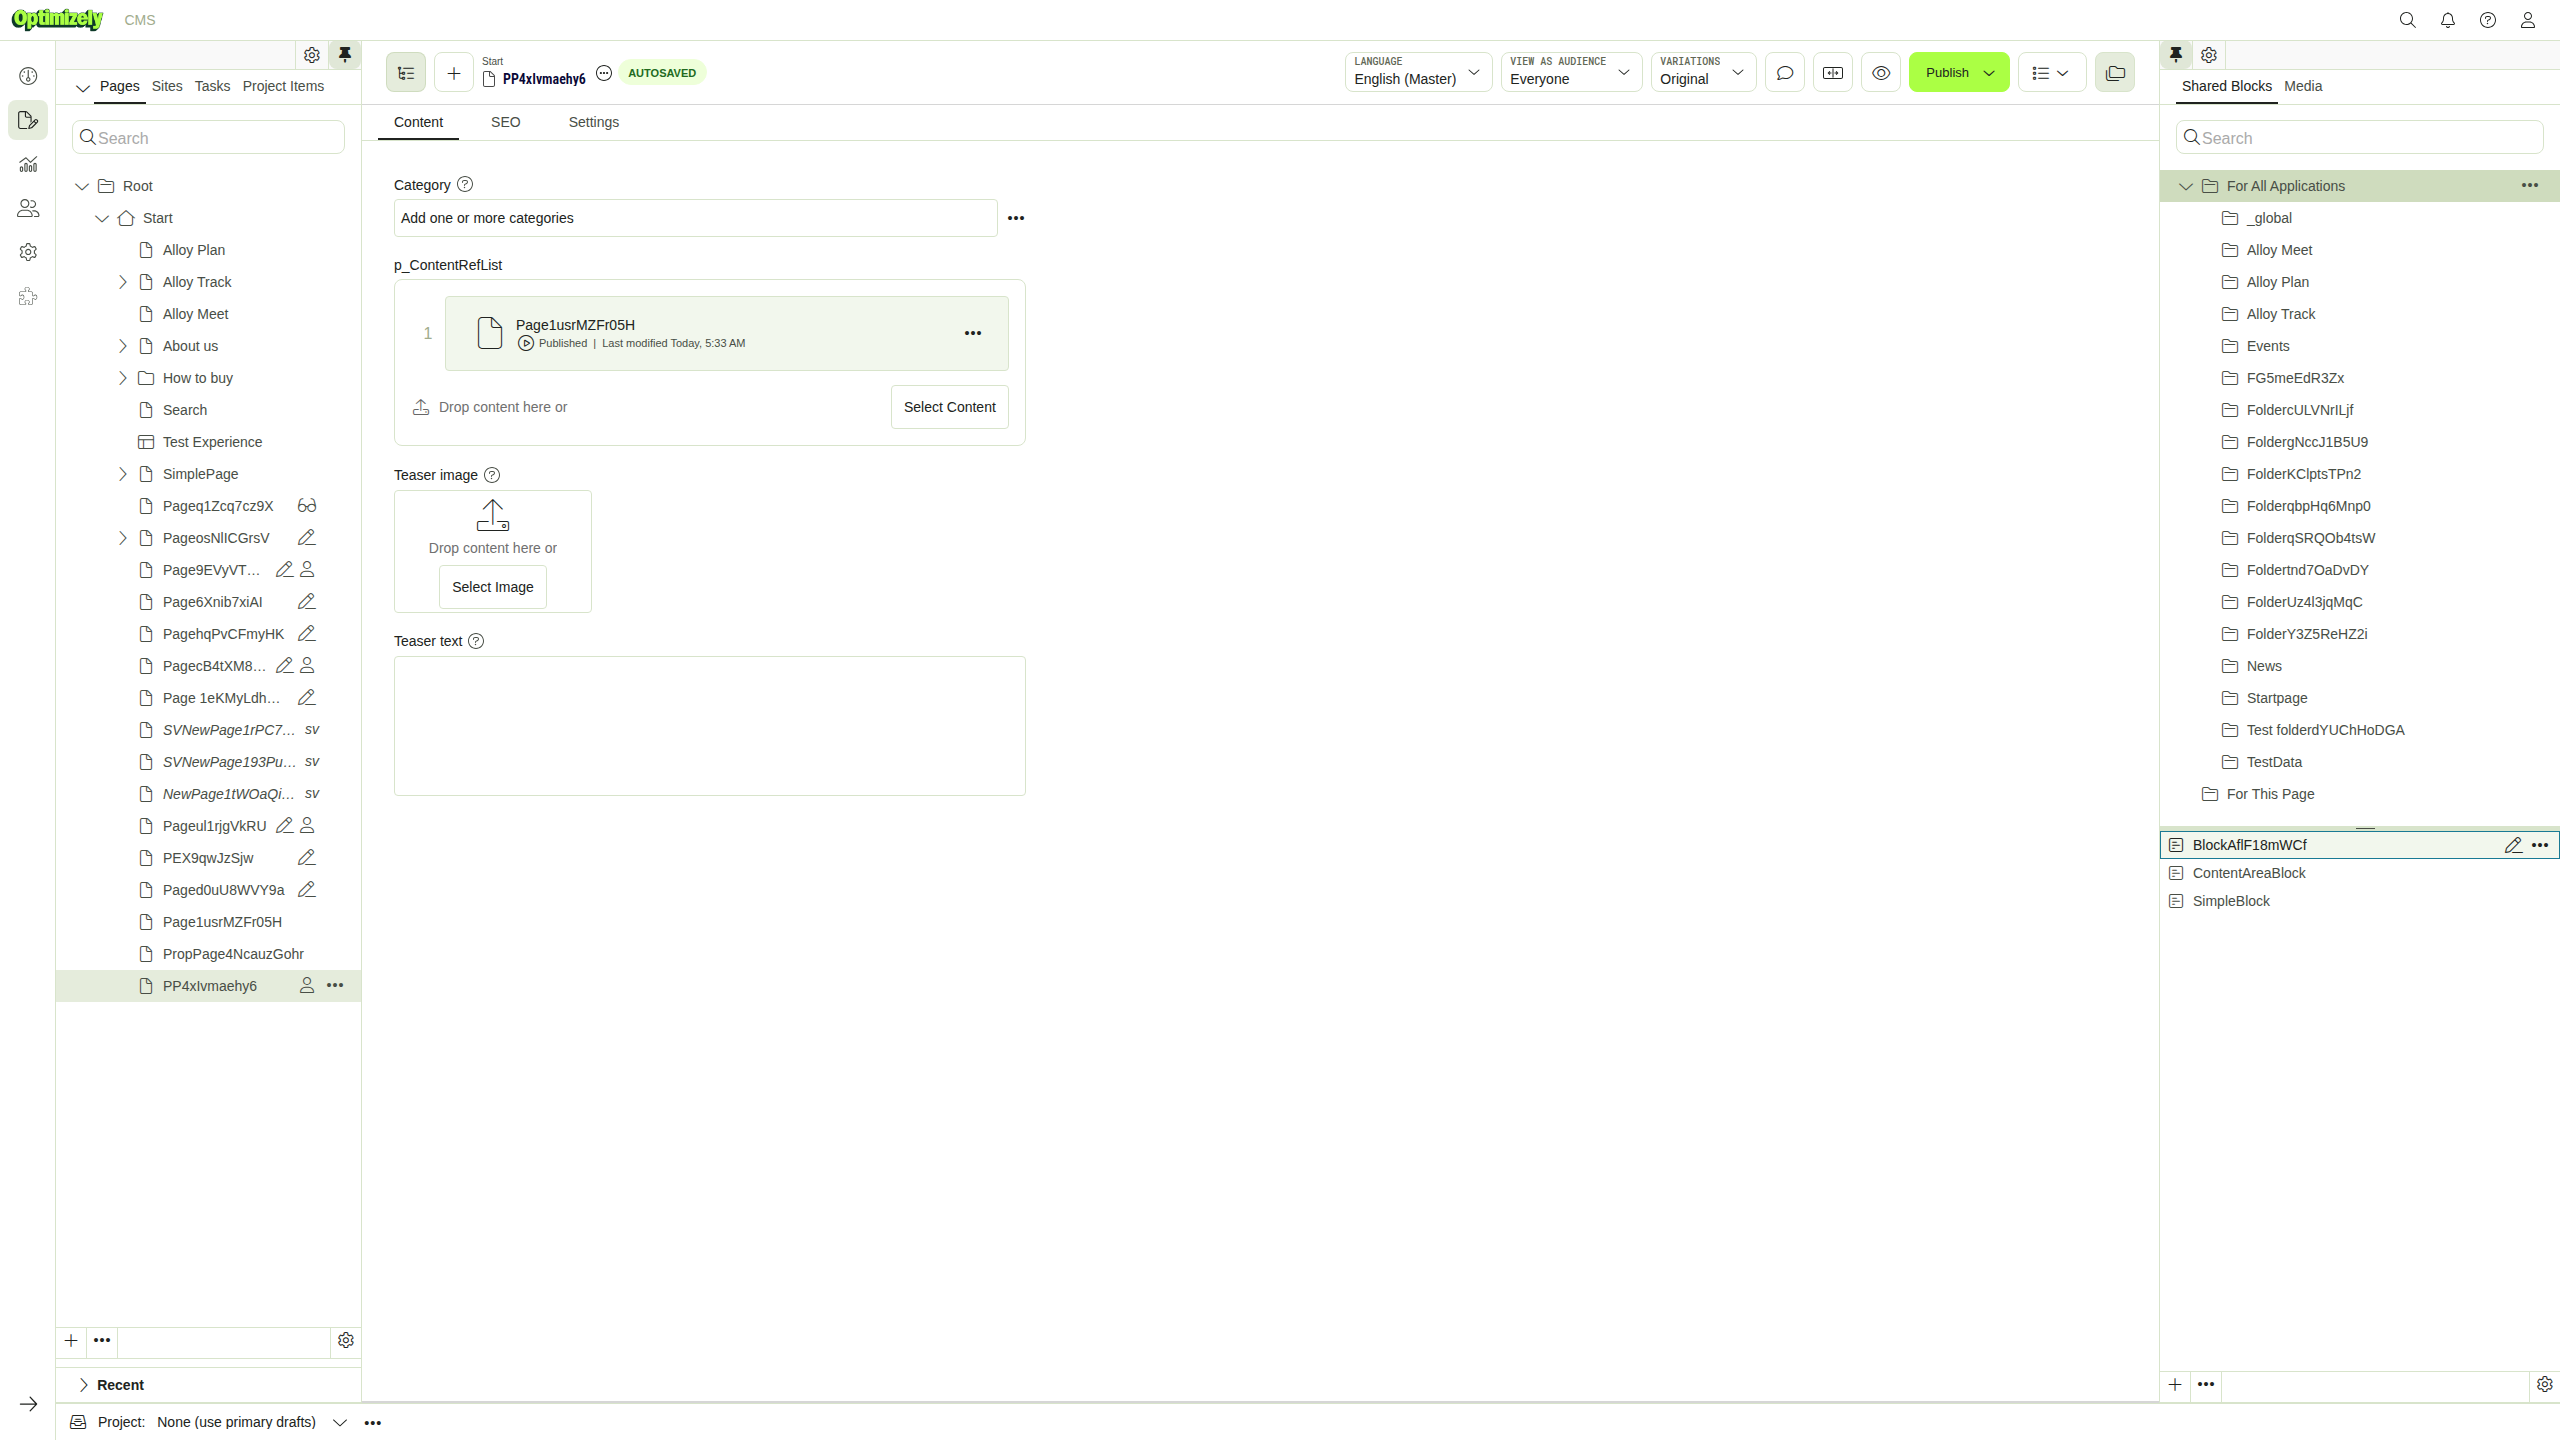 Optimizely CMS
Pages Sites Tasks Project Items
Search
Root
Start
Alloy Plan
Alloy Track
Alloy Meet
About us
How to buy
Search
Test Experience
SimplePage
Pageq1Zcq7cz9X
PageosNlICGrsV
Page9EVyVT…
Page6Xnib7xiAI
PagehqPvCFmyHK
PagecB4tXM8…
Page 1eKMyLdh…
SVNewPage1rPC7… sv
SVNewPage193Pu… sv
NewPage1tWOaQi… sv
Pageul1rjgVkRU
PEX9qwJzSjw
Paged0uU8WVY9a
Page1usrMZFr05H
PropPage4NcauzGohr
PP4xIvmaehy6
Recent
Project: None (use primary drafts)
Start
PP4xIvmaehy6
AUTOSAVED
LANGUAGE
English (Master)
VIEW AS AUDIENCE
Everyone
VARIATIONS
Original
Publish
Content SEO Settings
Category
Add one or more categories
p_ContentRefList
1
Page1usrMZFr05H
Published | Last modified Today, 5:33 AM
Drop content here or
Select Content
Teaser image
Drop content here or
Select Image
Teaser text
Shared Blocks Media
Search
For All Applications
_global
Alloy Meet
Alloy Plan
Alloy Track
Events
FG5meEdR3Zx
FoldercULVNrILjf
FoldergNccJ1B5U9
FolderKClptsTPn2
FolderqbpHq6Mnp0
FolderqSRQOb4tsW
Foldertnd7OaDvDY
FolderUz4l3jqMqC
FolderY3Z5ReHZ2i
News
Startpage
Test folderdYUChHoDGA
TestData
For This Page
BlockAflF18mWCf
ContentAreaBlock
SimpleBlock